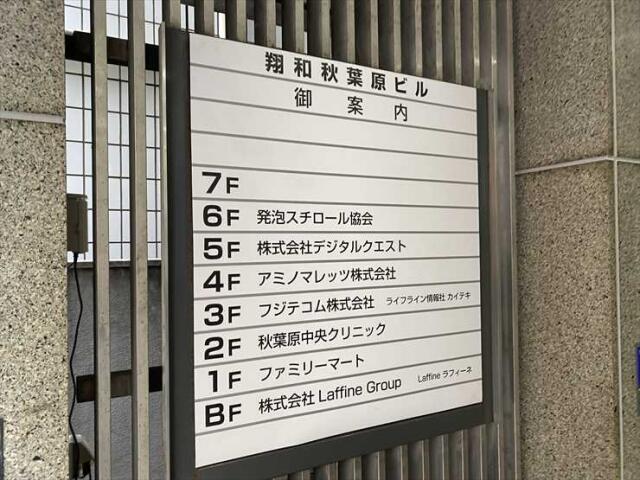 翔和秋葉原ビル
御案内
7F
6F 発泡スチロール協会
5F 株式会社デジタルクエスト
4F アミノマレッツ株式会社
3F フジテコム株式会社 ライフライン情報社 カイテキ
2F 秋葉原中央クリニック
1F ファミリーマート
BF 株式会社 Laffine Group Laffine ラフィーネ